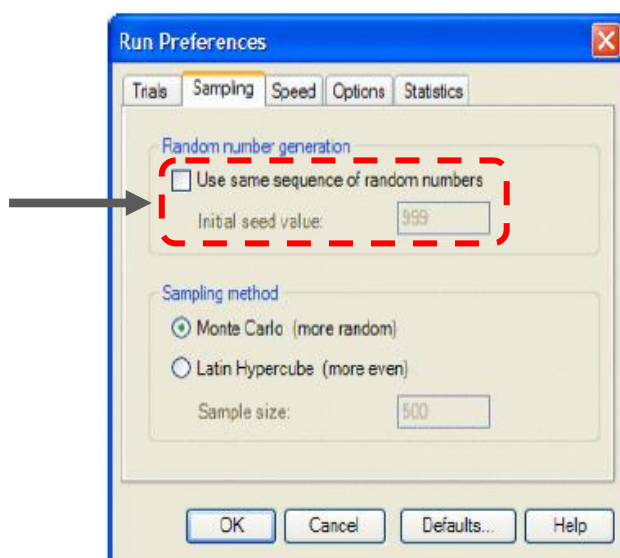 Run Preferences
Trials Sampling Speed Options Statistics
Random number generation
Use same sequence of random numbers
Initial seed value: 999
Sampling method
Monte Carlo (more random)
Latin Hypercube (more even)
Sample size: 500
OK Cancel Defaults... Help